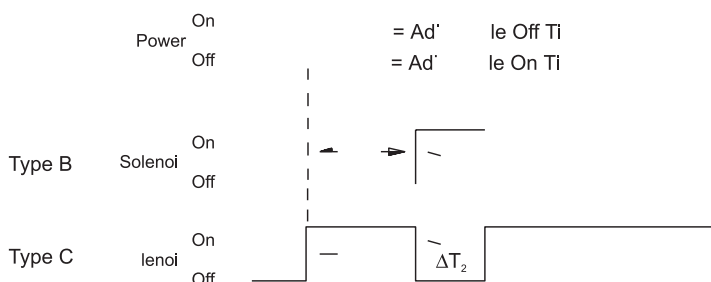 On
Power
Off
= Ad le Off Ti
= Ad le On Ti
On
Type B Solenoi
Off
On
Type C lenoi
ΔT₂
Off